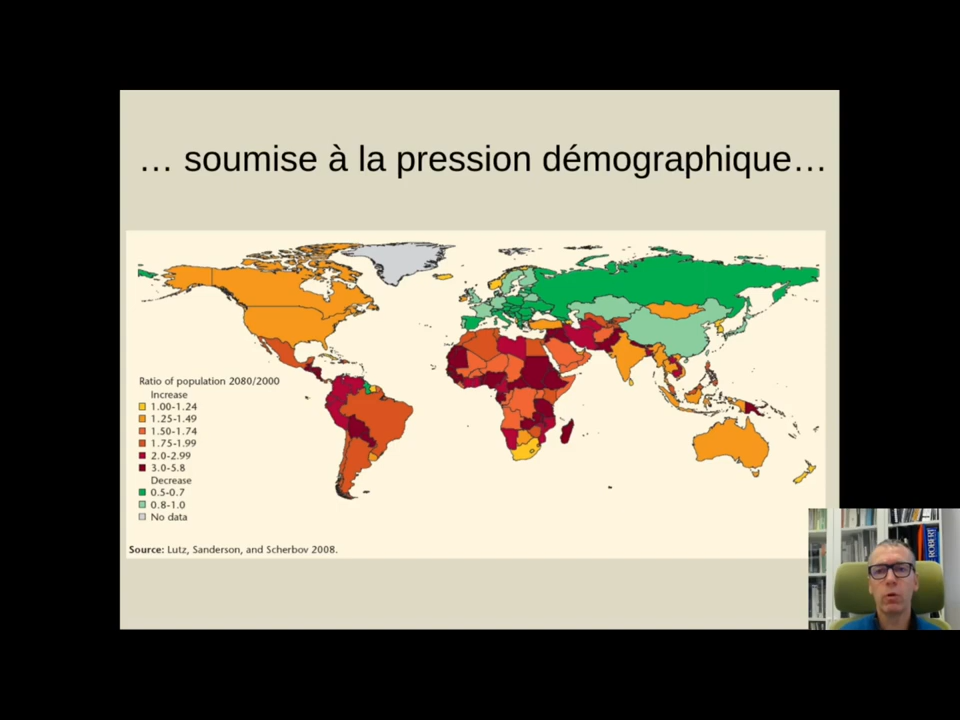 … soumise à la pression démographique…
Ratio of population 2080/2000
Increase
1.00-1.24
1.25-1.49
1.50-1.74
1.75-1.99
2.0-2.99
3.0-5.8
Decrease
0.5-0.7
0.8-1.0
No data
Source: Lutz, Sanderson, and Scherbov 2008.
ROBERT